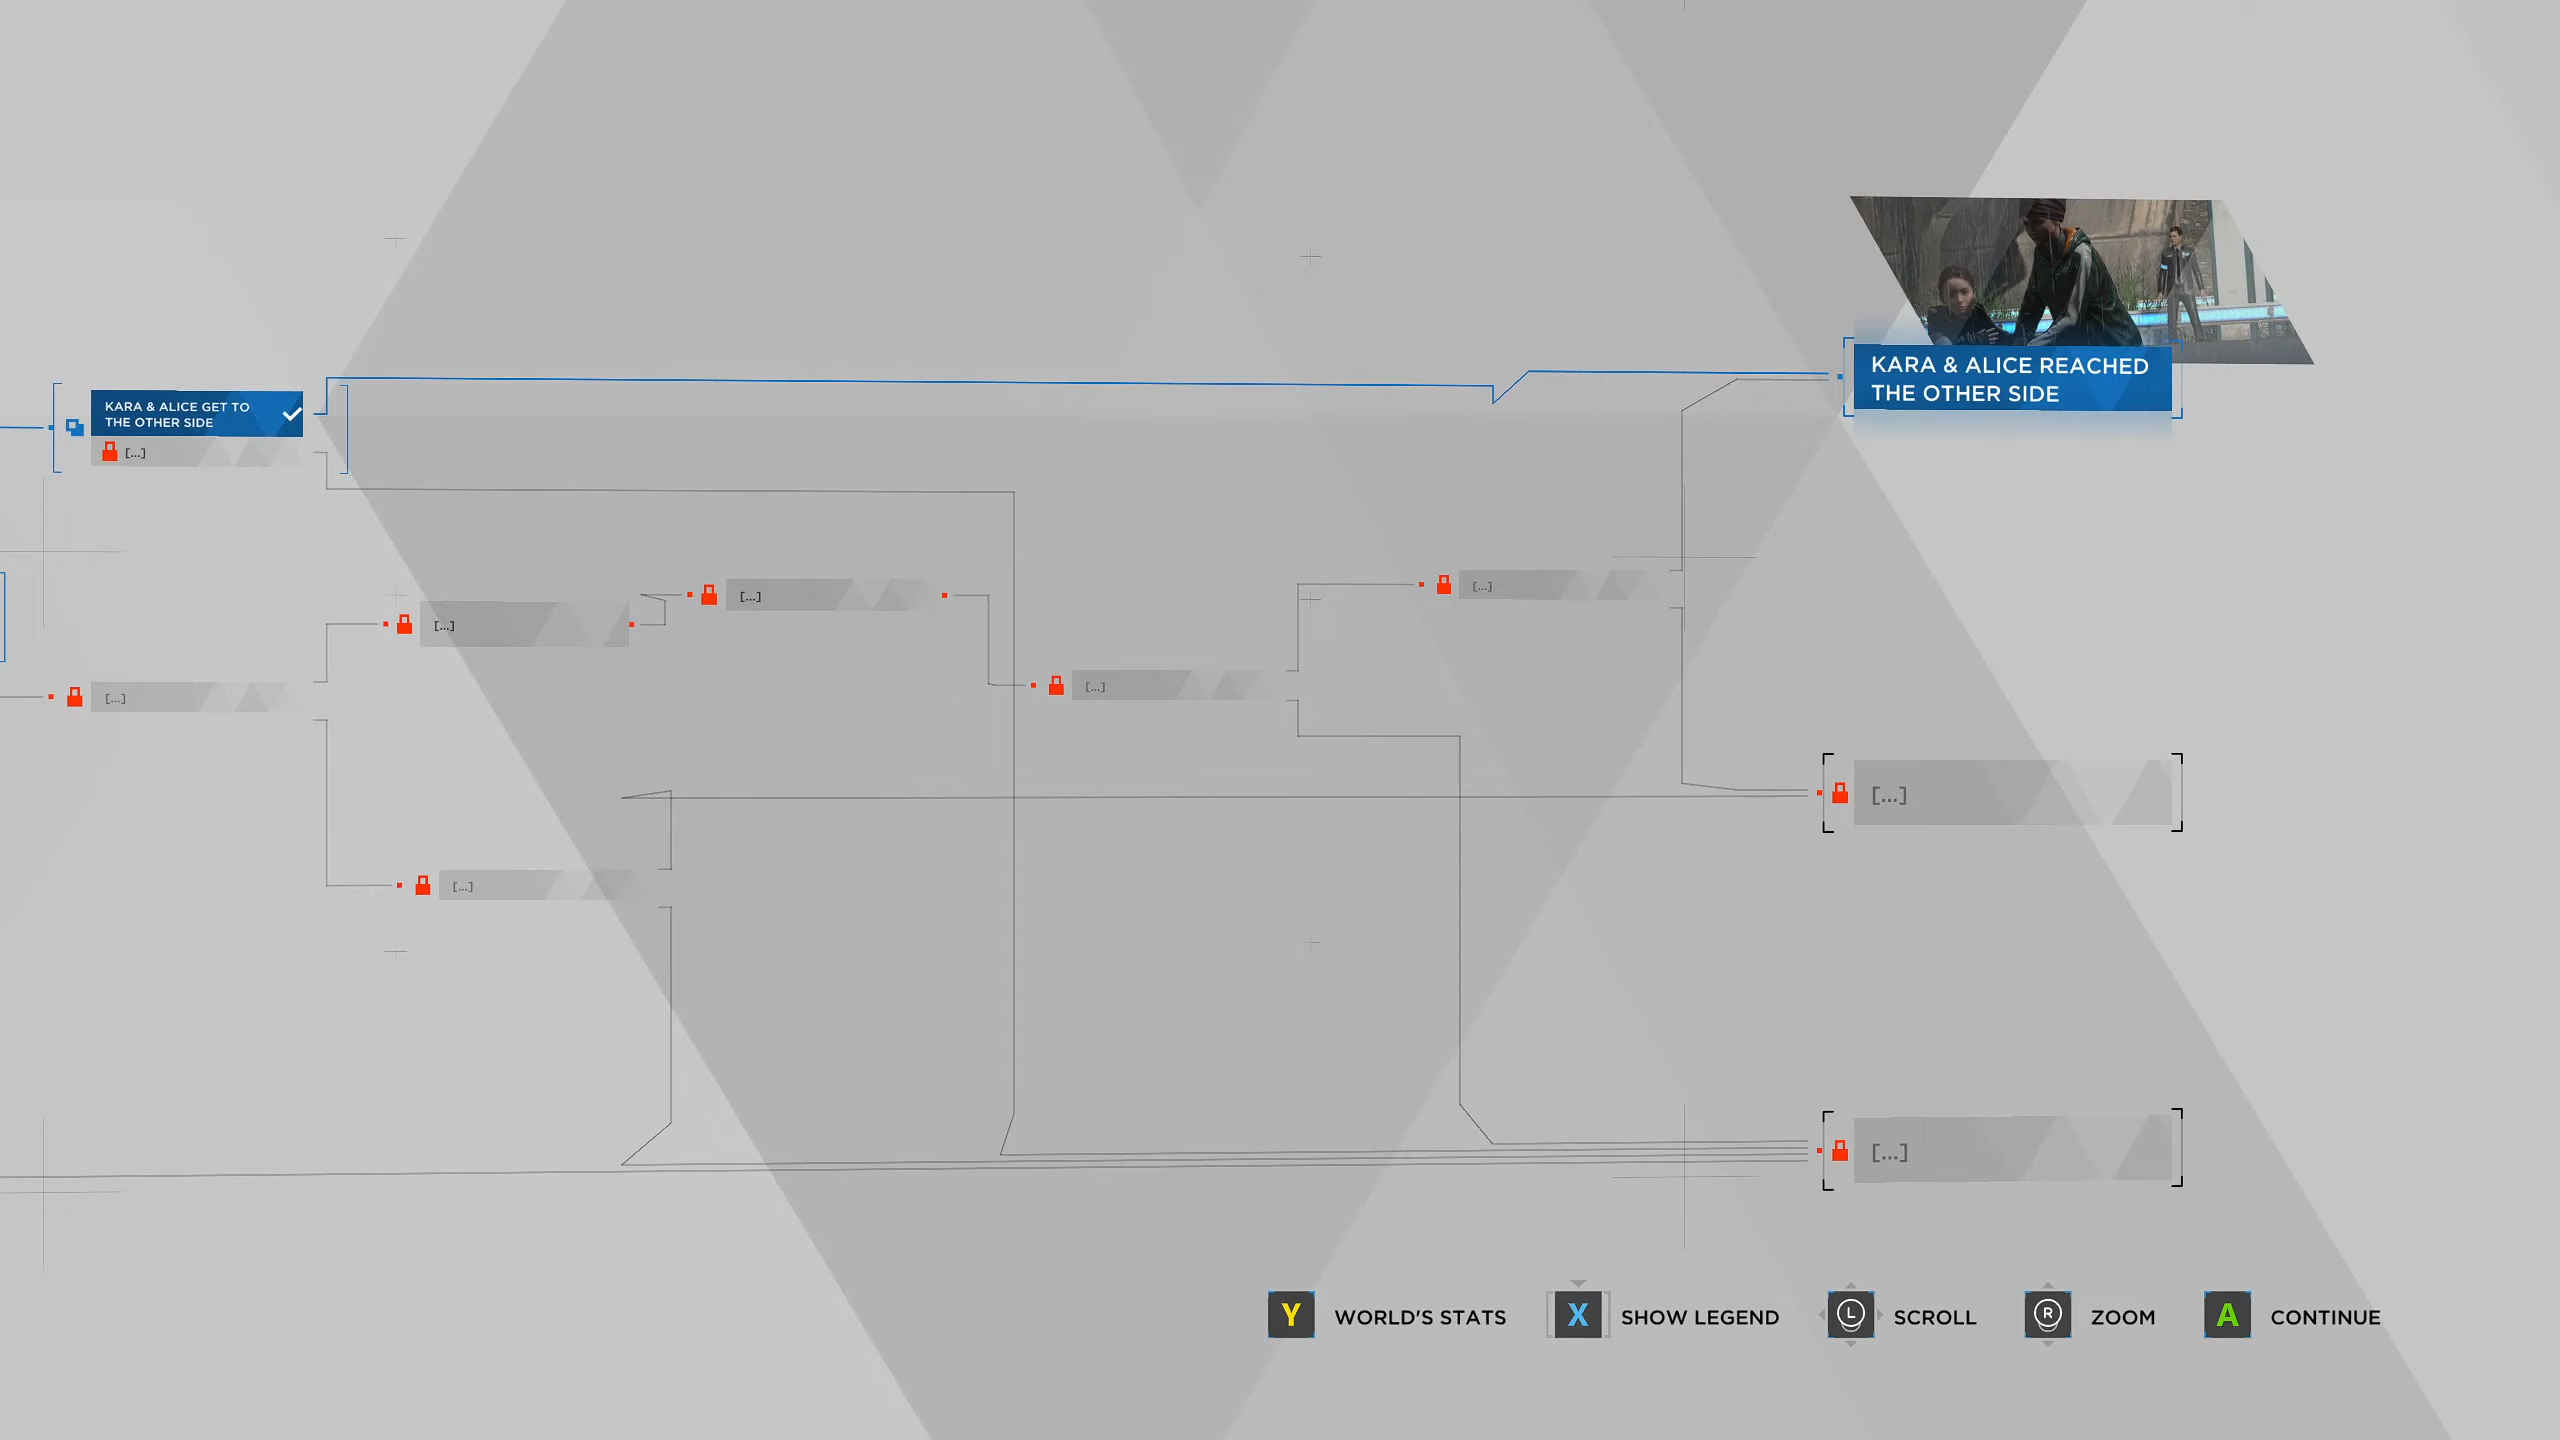 KARA & ALICE REACHED
THE OTHER SIDE
KARA & ALICE GET TO
THE OTHER SIDE
[...]
[...]
[...]
[...]
[...]
[...]
[...]
[...]
[...]
Y WORLD'S STATS
X SHOW LEGEND
L SCROLL
R ZOOM
A CONTINUE